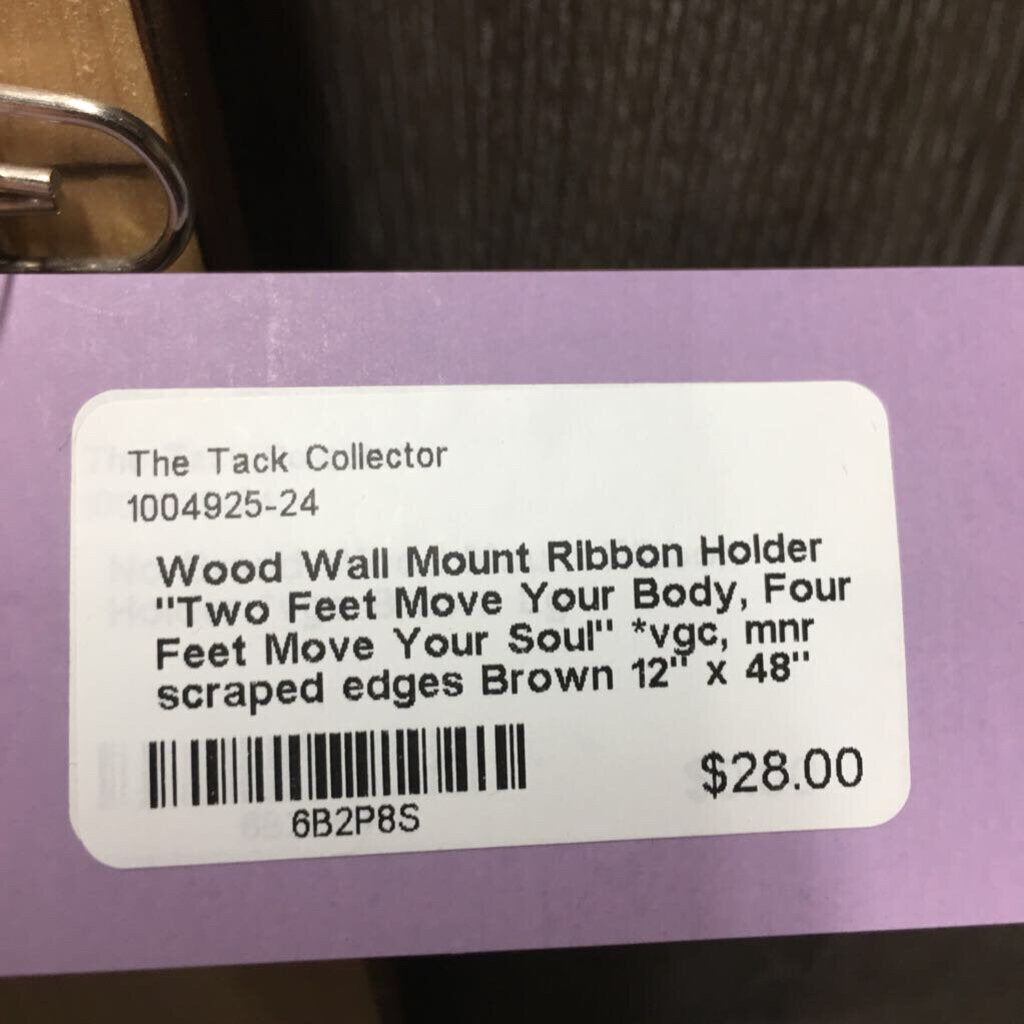 The Tack Collector
1004925-24
Wood Wall Mount Ribbon Holder
"Two Feet Move Your Body, Four
Feet Move Your Soul" *vgc, mnr
scraped edges Brown 12" x 48"
6B2P8S
$28.00